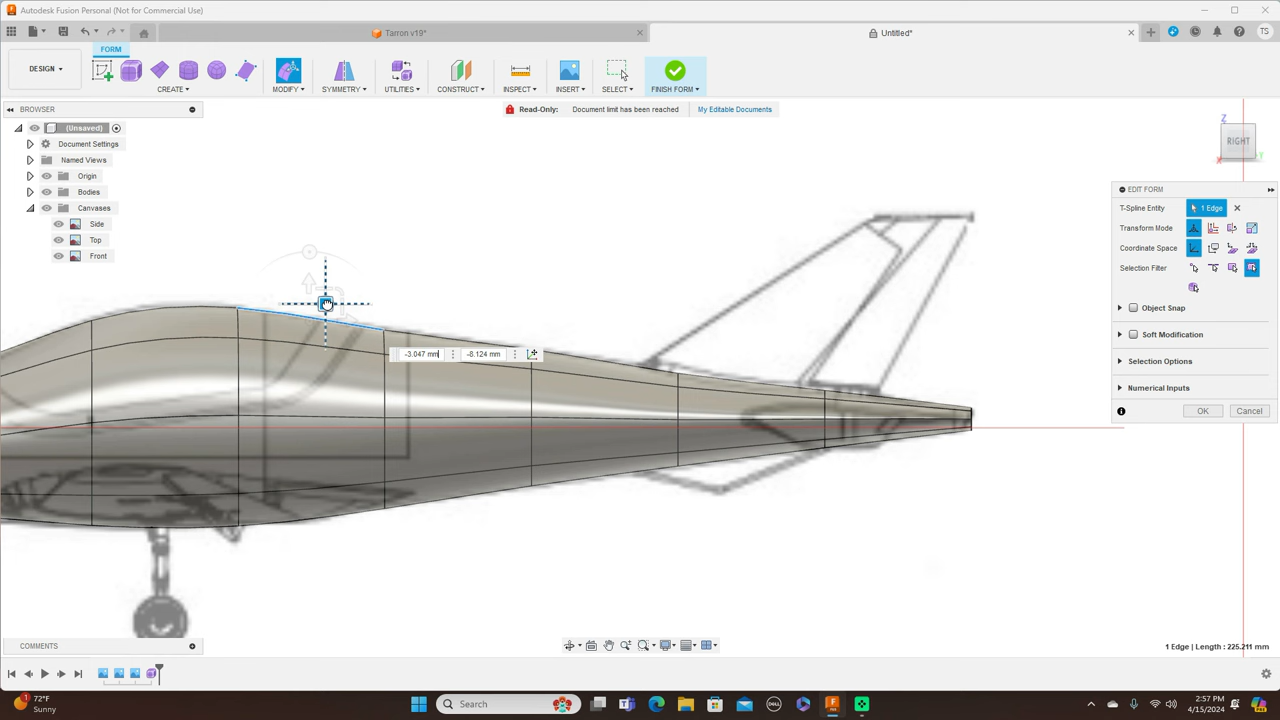 Autodesk Fusion Personal (Not for Commercial Use)
Tarron v19*
Untitled*
TS
FORM
DESIGN
CREATE
MODIFY
SYMMETRY
UTILITIES
CONSTRUCT
INSPECT
INSERT
SELECT
FINISH FORM
BROWSER
Read-Only: Document limit has been reached My Editable Documents
(Unsaved)
Document Settings
Named Views
Origin
Bodies
Canvases
Side
Top
Front
Z
RIGHT
X
Y
EDIT FORM
T-Spline Entity 1 Edge
Transform Mode
Coordinate Space
Selection Filter
Object Snap
Soft Modification
Selection Options
Numerical Inputs
OK Cancel
-3.047 mm -8.124 mm
COMMENTS
1 Edge | Length : 225.211 mm
72°F
Sunny
Search
2:57 PM
4/15/2024